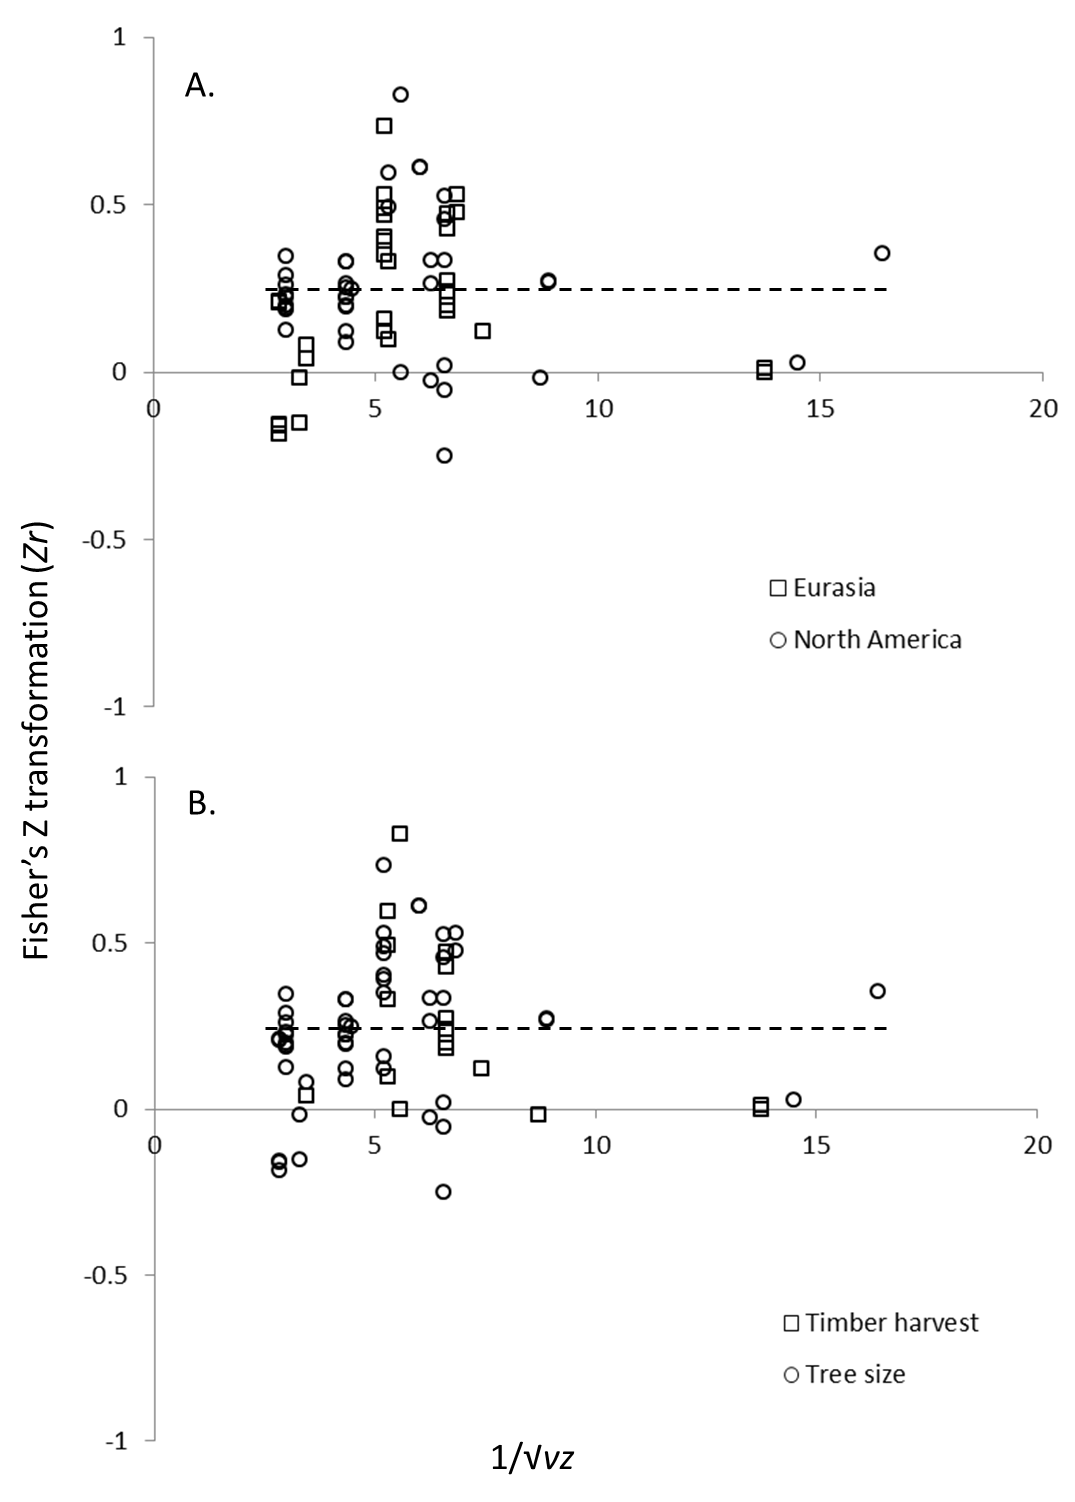 1
A.
0.5
0
0 5 10 15 20
-0.5
Eurasia
North America
-1
Fisher's Z transformation (Zr)
1
B.
0.5
0
0 5 10 15 20
-0.5
Timber harvest
Tree size
-1
1/√vz